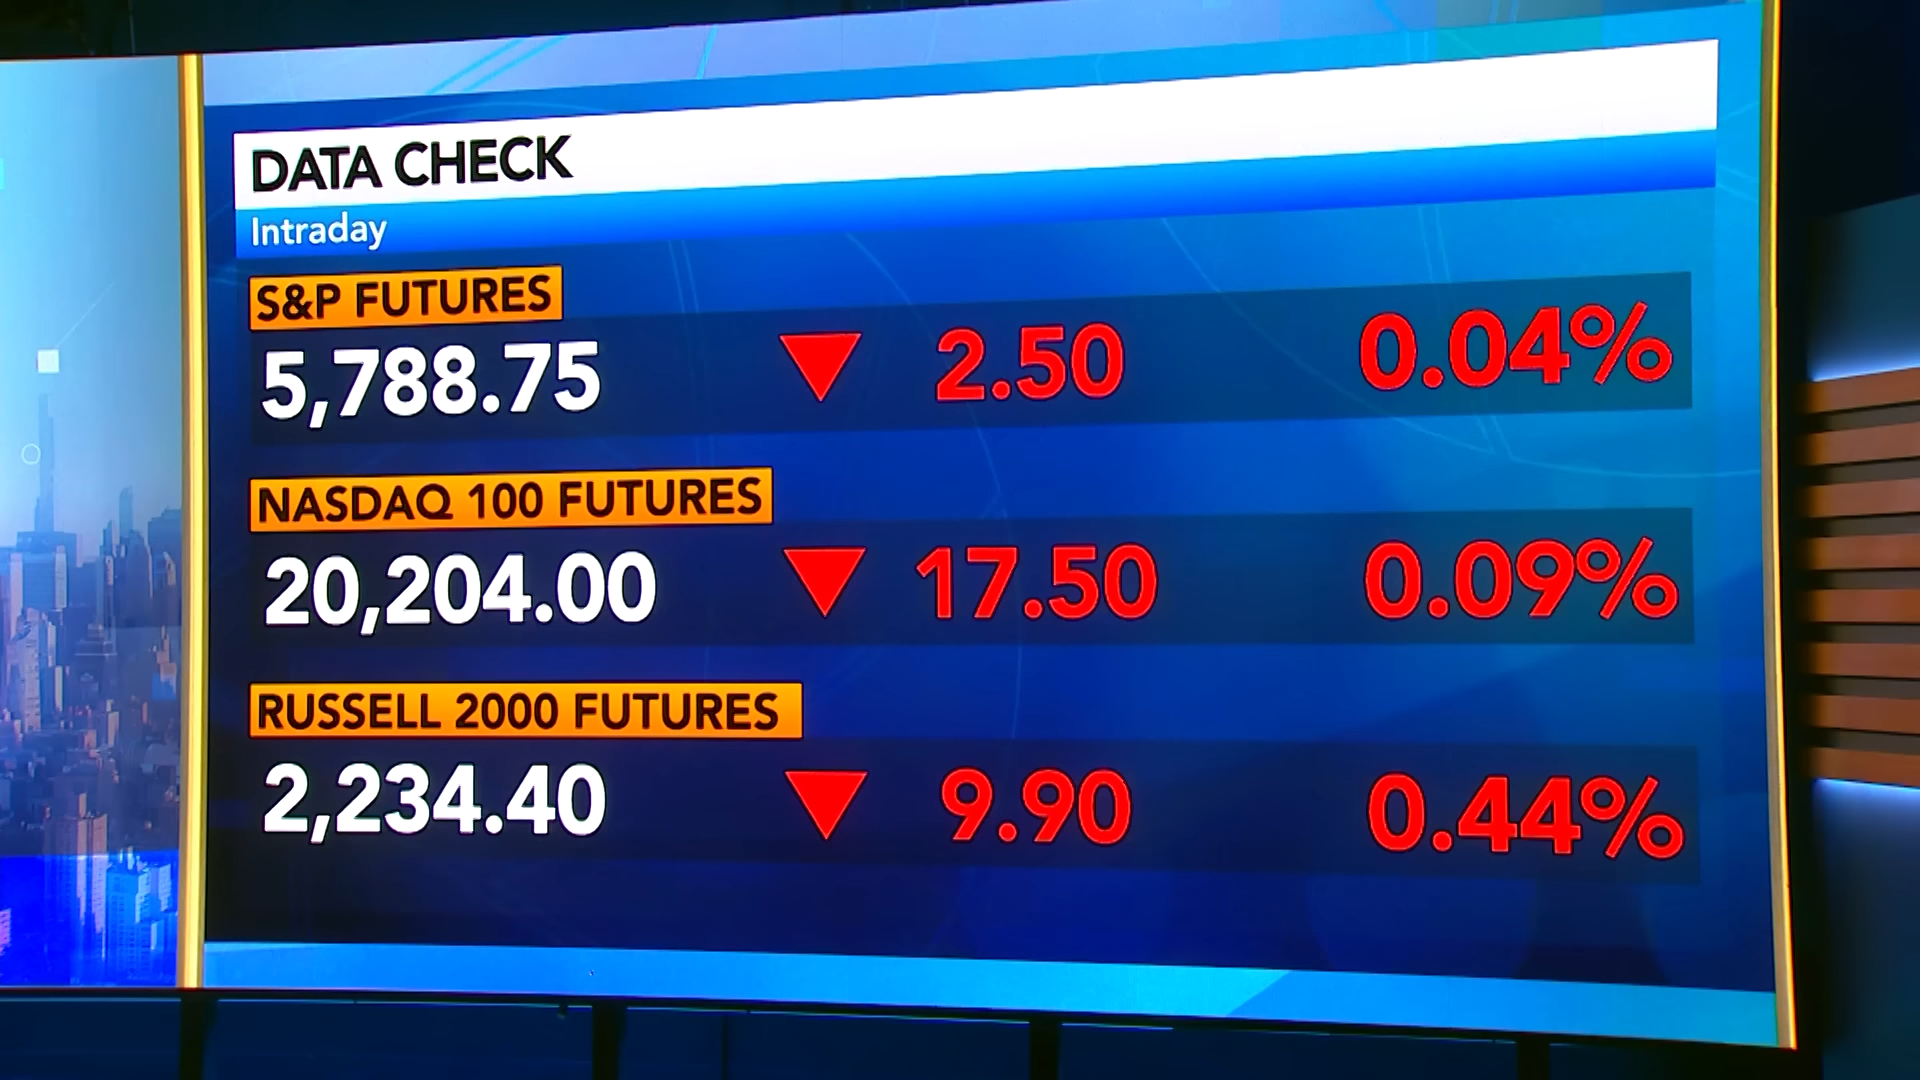 DATA CHECK
Intraday
S&P FUTURES
5,788.75 ▼ 2.50 0.04%
NASDAQ 100 FUTURES
20,204.00 ▼ 17.50 0.09%
RUSSELL 2000 FUTURES
2,234.40 ▼ 9.90 0.44%